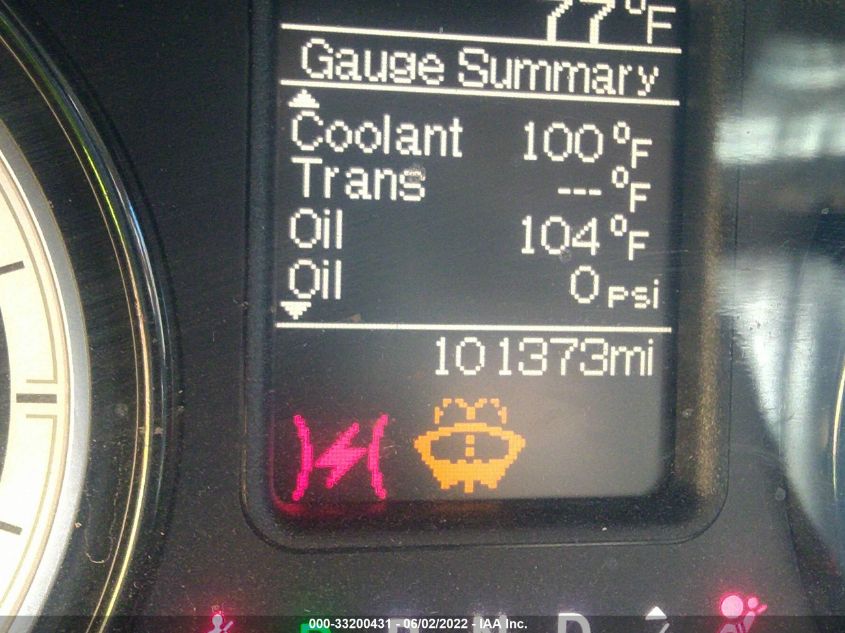 77°F
Gauge Summary
Coolant 100°F
Trans ---°F
Oil 104°F
Oil 0 psi
101373mi
P R N D
000-33200431 - 06/02/2022 - IAA Inc.